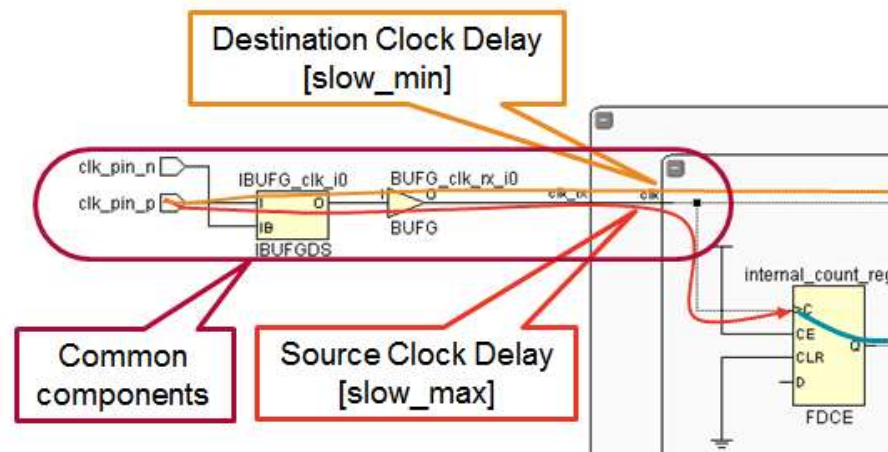 Destination Clock Delay
[slow_min]
clk_pin_n
clk_pin_p
IBUFG_clk_i0
I
O
IB
IBUFGDS
BUFG_clk_rx_i0
I
O
BUFG
clk_rx
clk
Common
components
Source Clock Delay
[slow_max]
internal_count_reg
C
CE
CLR
D
Q
FDCE